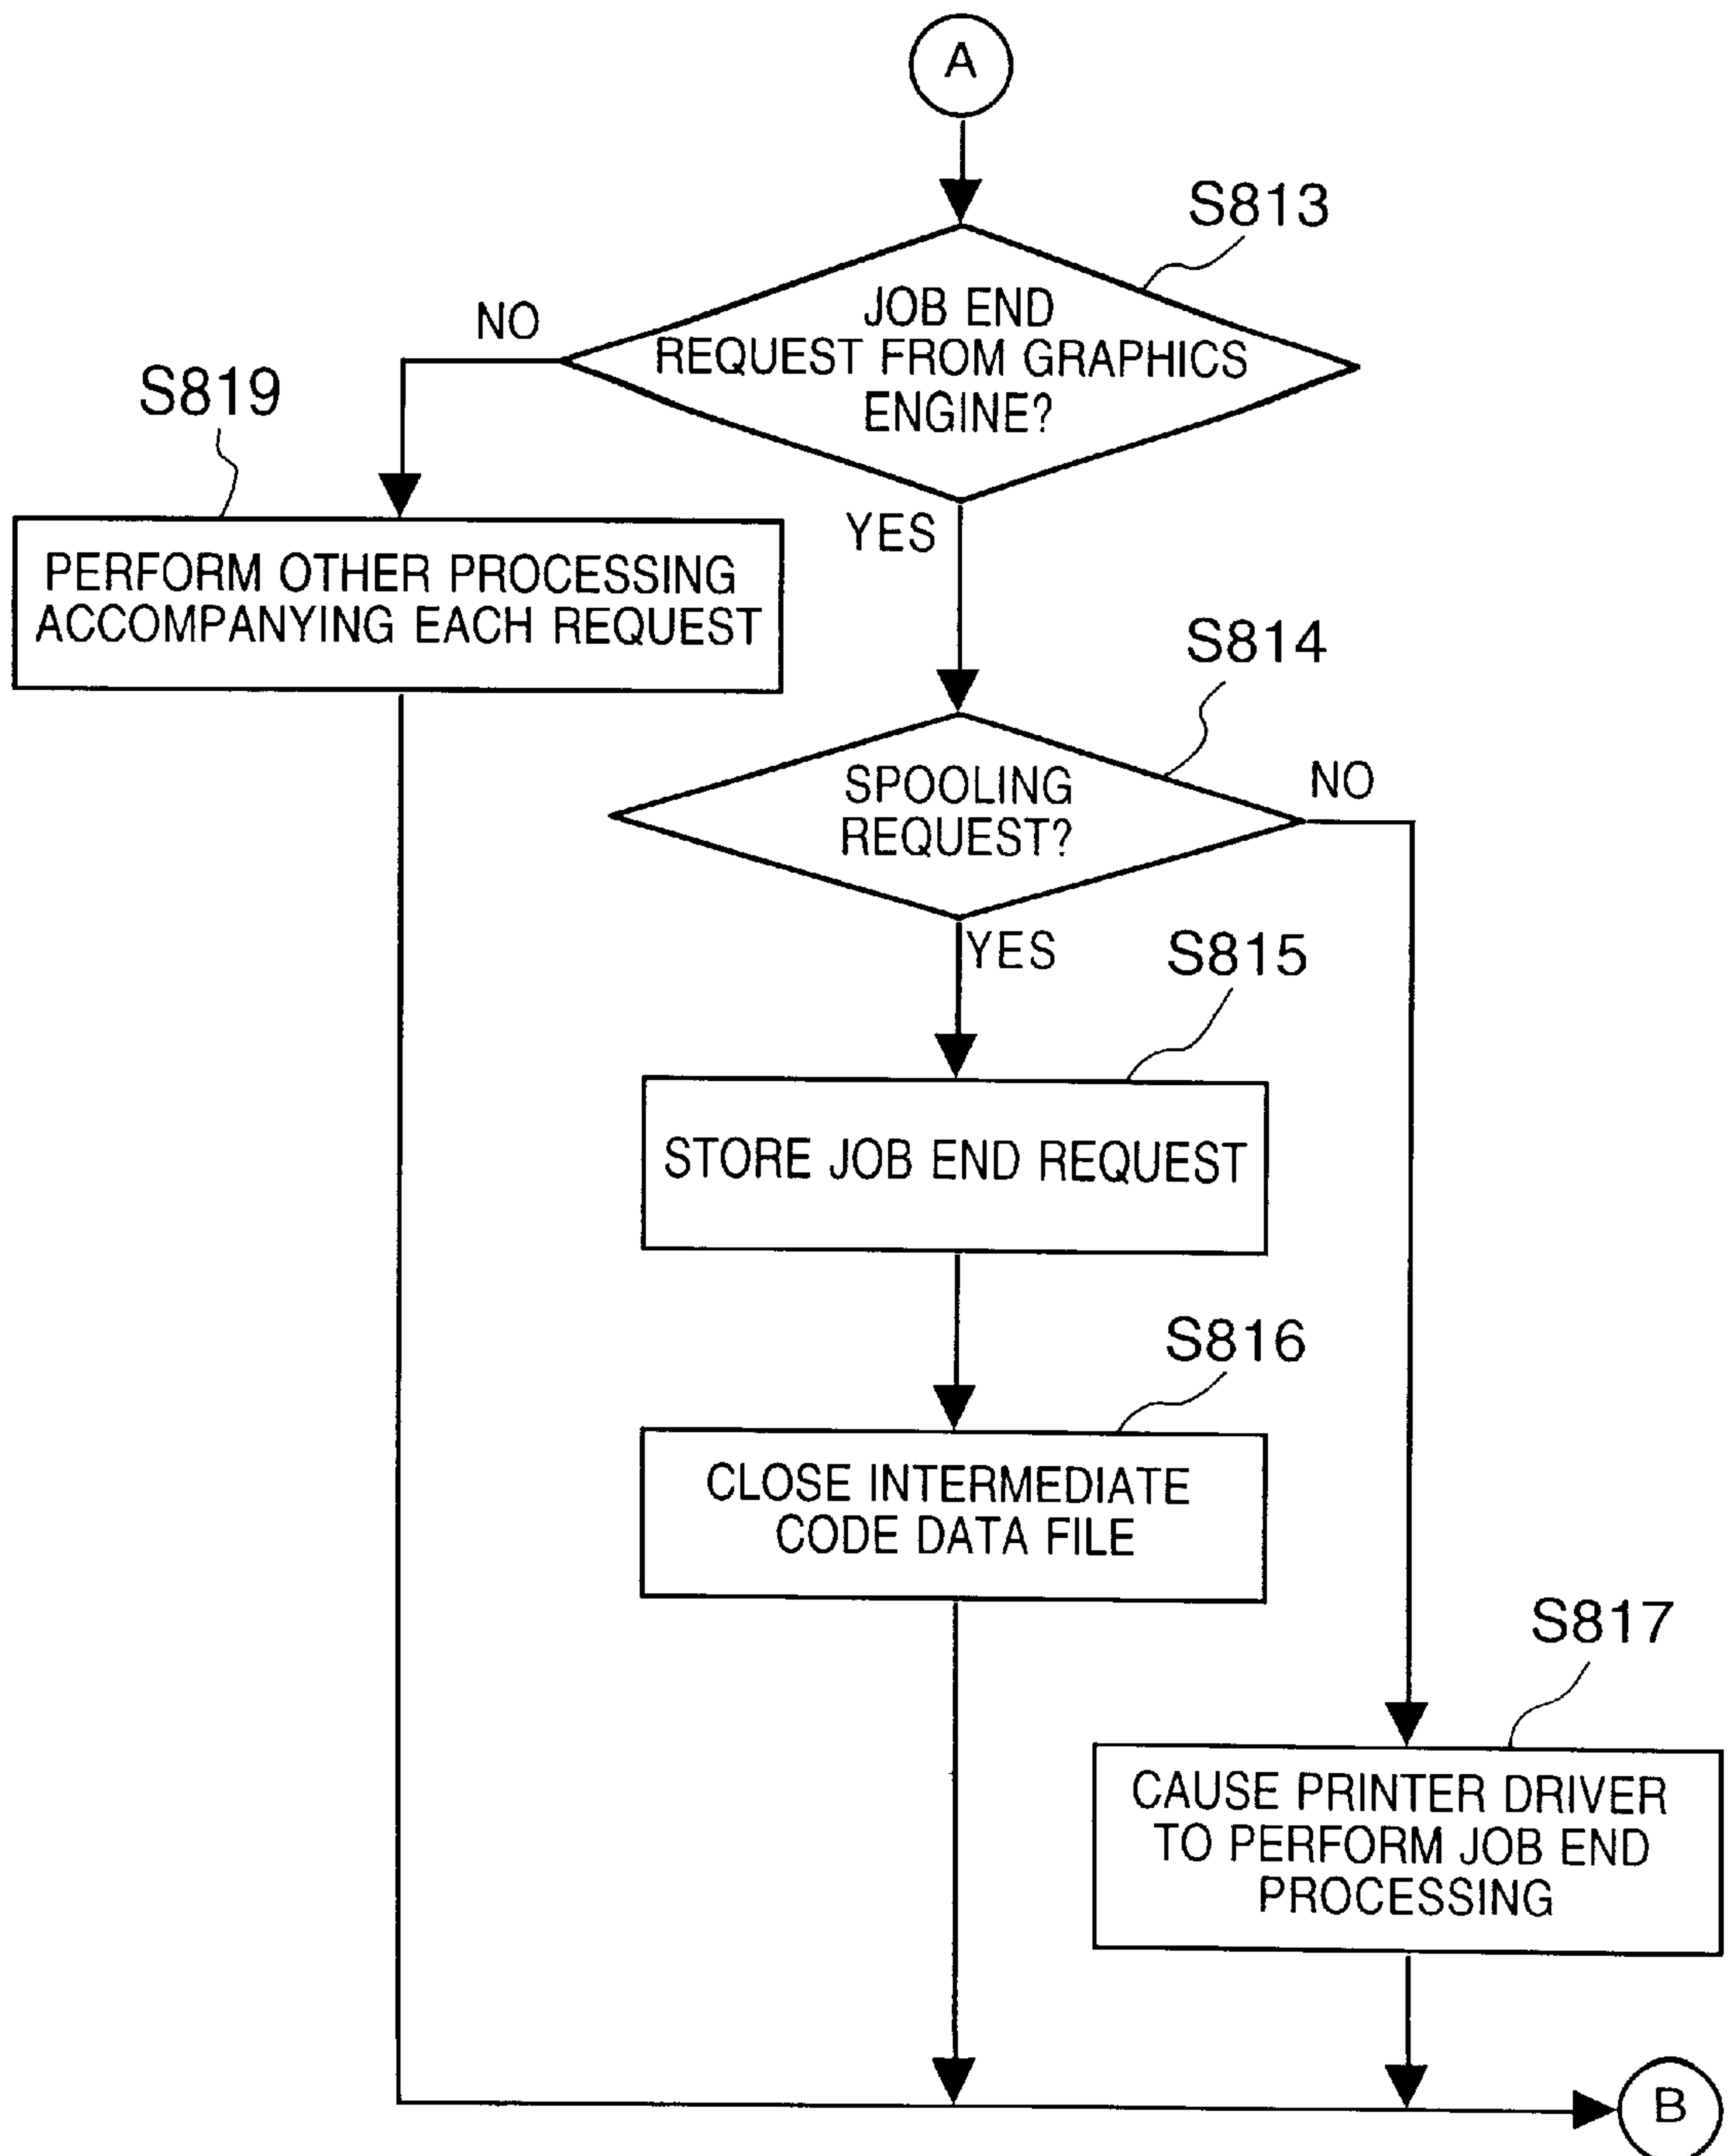 A
S813
JOB END
REQUEST FROM GRAPHICS
ENGINE?
NO
YES
S819
PERFORM OTHER PROCESSING
ACCOMPANYING EACH REQUEST
S814
SPOOLING
REQUEST?
NO
YES
S815
STORE JOB END REQUEST
S816
CLOSE INTERMEDIATE
CODE DATA FILE
S817
CAUSE PRINTER DRIVER
TO PERFORM JOB END
PROCESSING
B